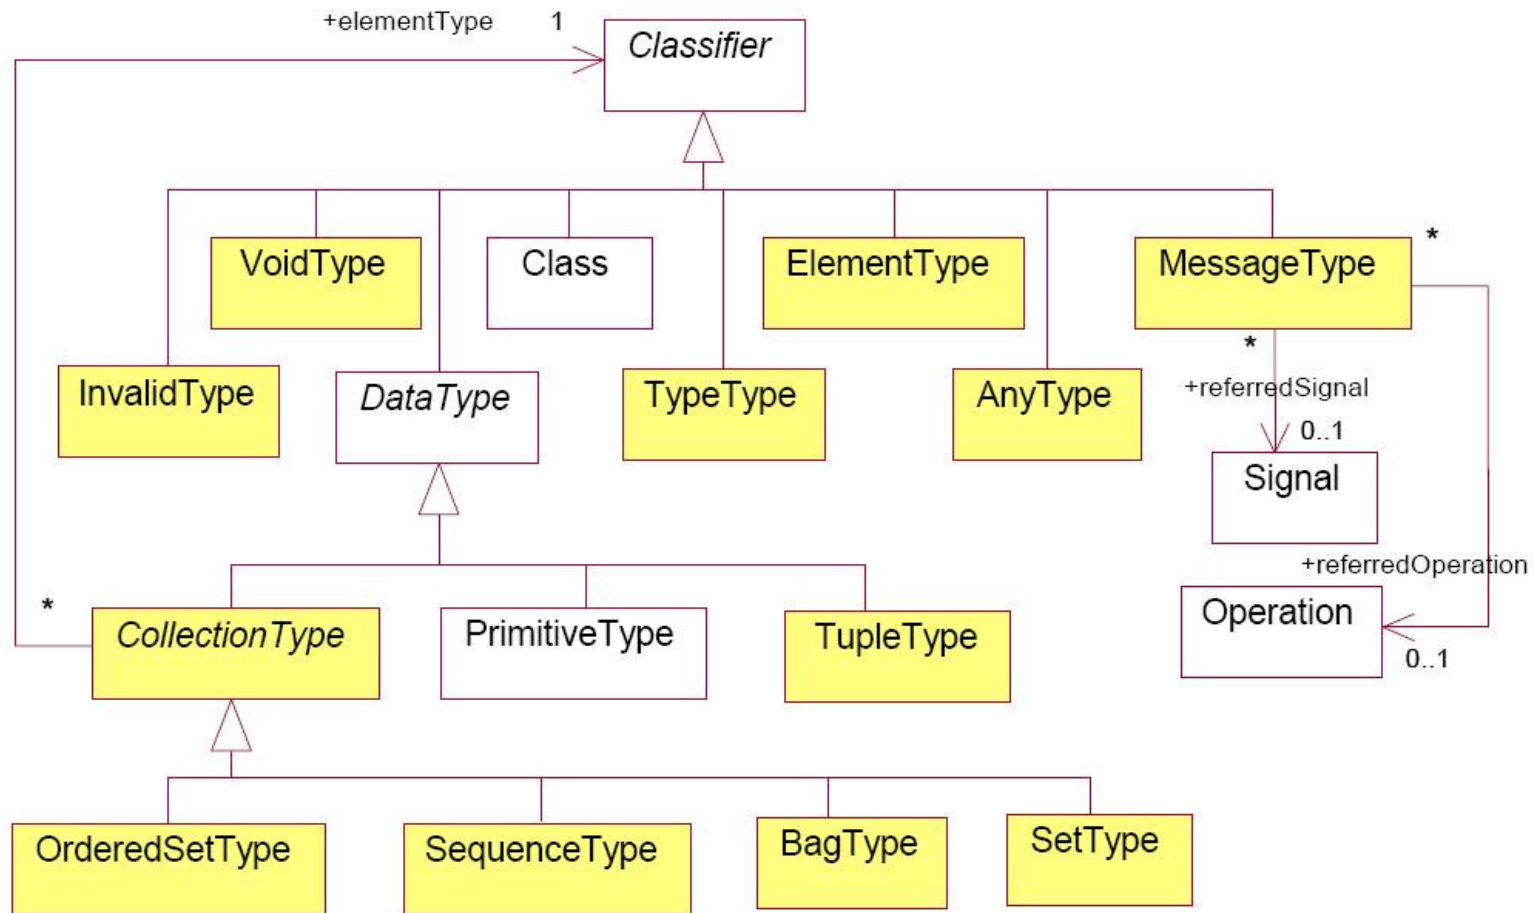 +elementType 1
Classifier
VoidType Class ElementType MessageType *
InvalidType DataType TypeType AnyType *
+referredSignal
0..1
Signal
+referredOperation
* CollectionType PrimitiveType TupleType Operation
0..1
OrderedSetType SequenceType BagType SetType